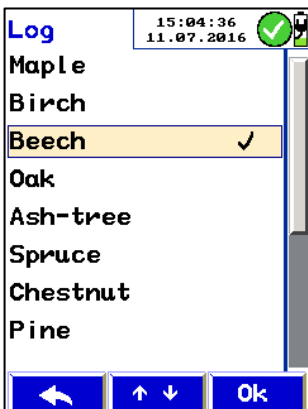 Log
15:04:36
11.07.2016
Maple
Birch
Beech
Oak
Ash-tree
Spruce
Chestnut
Pine
Ok